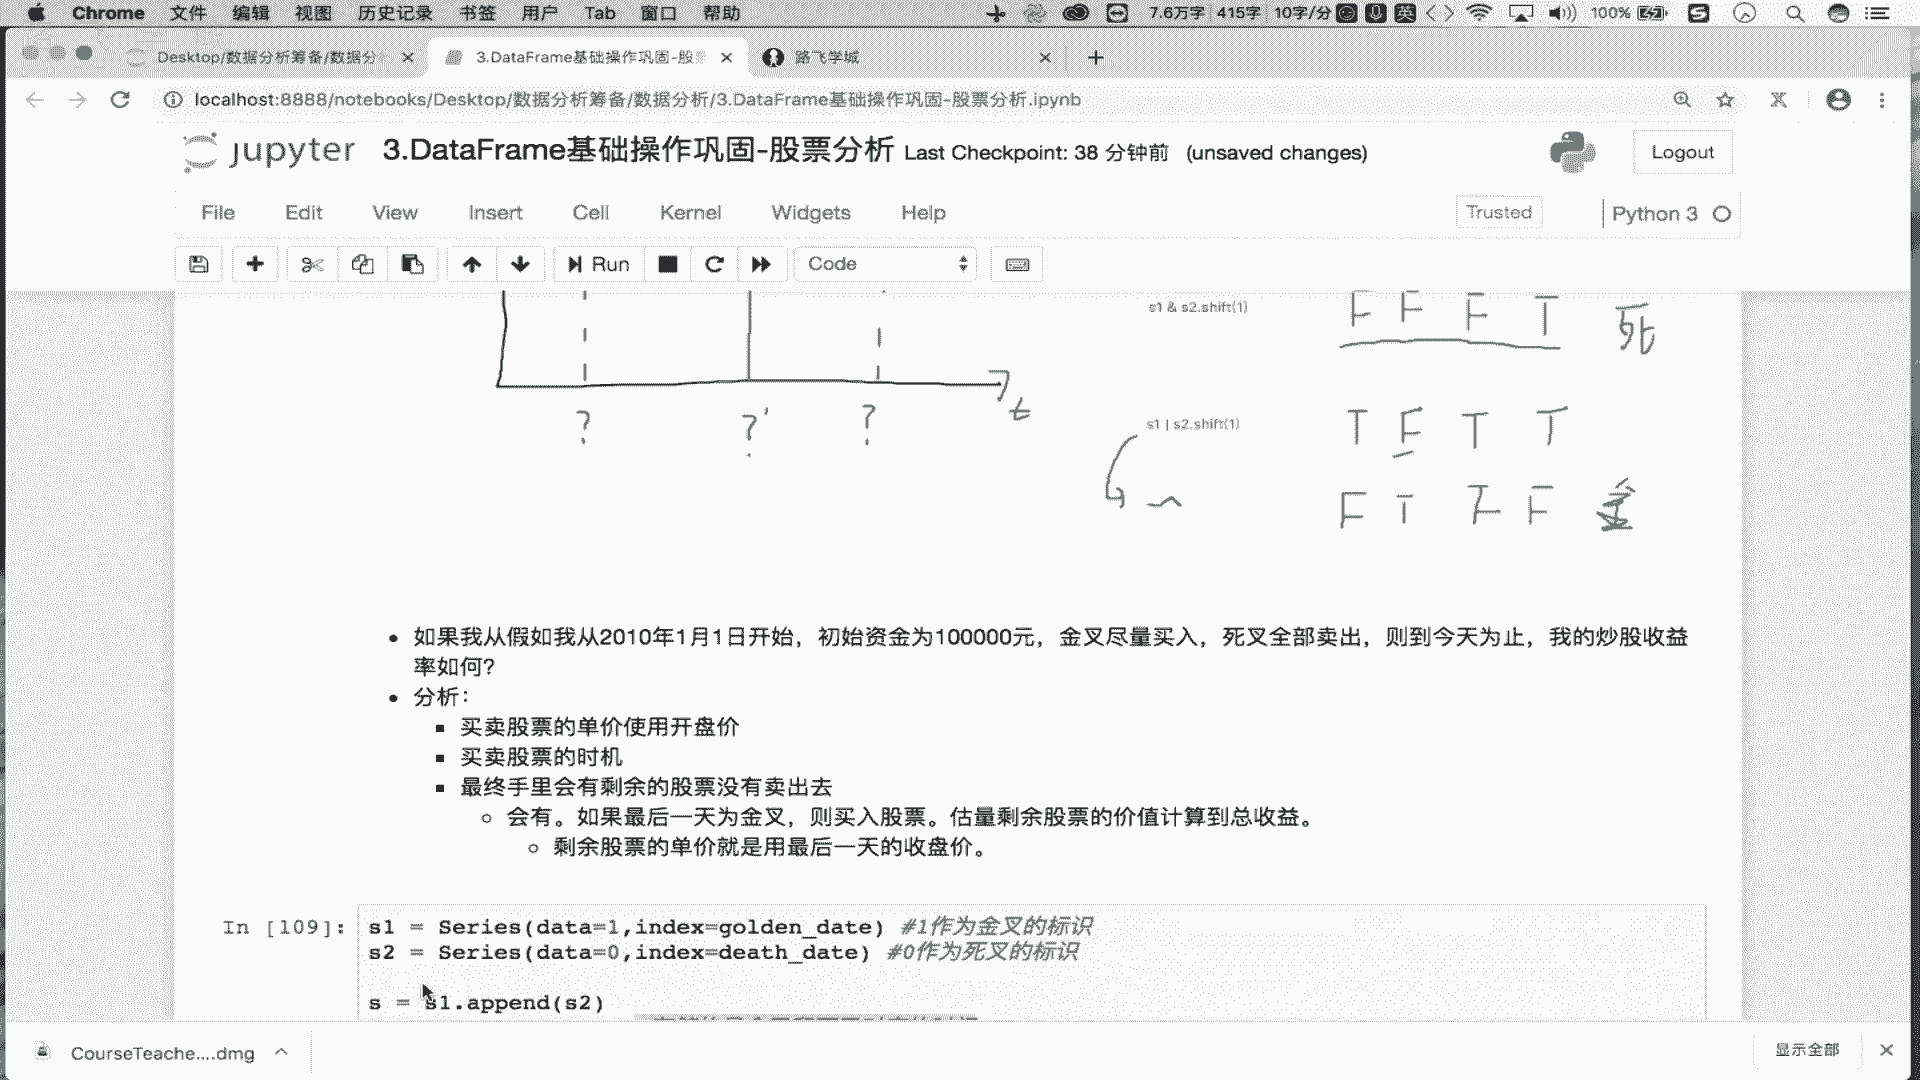 Chrome 文件 编辑 视图 历史记录 书签 用户 Tab 窗口 帮助 7.6万字 415字 10字/分 英 100%
Desktop/数据分析筹备/数据分 3.DataFrame基础操作巩固-股票 路飞学城
localhost:8888/notebooks/Desktop/数据分析筹备/数据分析/3.DataFrame基础操作巩固-股票分析.ipynb
jupyter 3.DataFrame基础操作巩固-股票分析 Last Checkpoint: 38 分钟前 (unsaved changes) Logout
File Edit View Insert Cell Kernel Widgets Help Trusted Python 3
Run Code
s1 & s2.shift(1) F F F T 死
t
? ?' ? s1 | s2.shift(1) T F T T
~ F T F F 金
如果我从假如我从2010年1月1日开始，初始资金为100000元，金叉尽量买入，死叉全部卖出，则到今天为止，我的炒股收益
率如何?
分析：
买卖股票的单价使用开盘价
买卖股票的时机
最终手里会有剩余的股票没有卖出去
会有。如果最后一天为金叉，则买入股票。估量剩余股票的价值计算到总收益。
剩余股票的单价就是用最后一天的收盘价。
In [109]: s1 = Series(data=1,index=golden_date) #1作为金叉的标识
s2 = Series(data=0,index=death_date) #0作为死叉的标识
s = s1.append(s2)
CourseTeache....dmg 显示全部